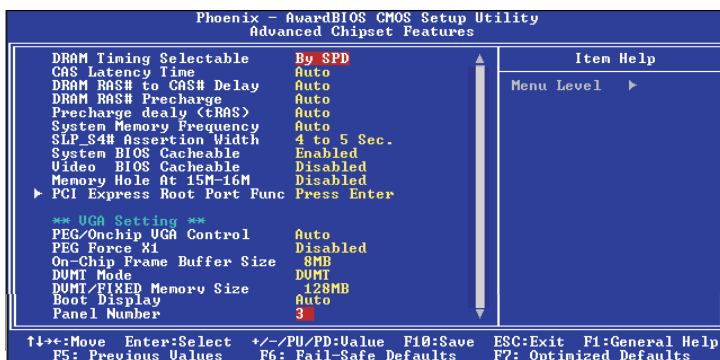 Phoenix - AwardBIOS CMOS Setup Utility
Advanced Chipset Features
DRAM Timing Selectable By SPD
CAS Latency Time Auto
DRAM RAS# to CAS# Delay Auto
DRAM RAS# Precharge Auto
Precharge dealy (tRAS) Auto
System Memory Frequency Auto
SLP_S4# Assertion Width 4 to 5 Sec.
System BIOS Cacheable Enabled
Video BIOS Cacheable Disabled
Memory Hole At 15M-16M Disabled
▶ PCI Express Root Port Func Press Enter
** VGA Setting **
PEG/Onchip VGA Control Auto
PEG Force X1 Disabled
On-Chip Frame Buffer Size 8MB
DVMT Mode DVMT
DVMT/FIXED Memory Size 128MB
Boot Display Auto
Panel Number 3
Item Help
Menu Level ▶
↑↓→←:Move Enter:Select +/-/PU/PD:Value F10:Save ESC:Exit F1:General Help
F5: Previous Values F6: Fail-Safe Defaults F7: Optimized Defaults